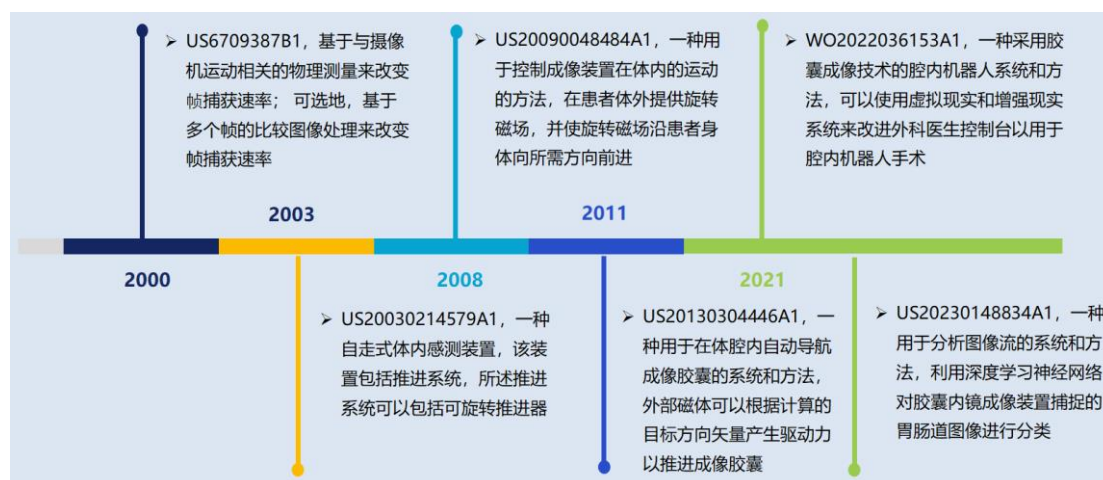 ➢ US6709387B1，基于与摄像
机运动相关的物理测量来改变
帧捕获速率； 可选地，基于
多个帧的比较图像处理来改变
帧捕获速率
➢ US20090048484A1，一种用
于控制成像装置在体内的运动
的方法，在患者体外提供旋转
磁场，并使旋转磁场沿患者身
体向所需方向前进
➢ WO2022036153A1，一种采用胶
囊成像技术的腔内机器人系统和方
法，可以使用虚拟现实和增强现实
系统来改进外科医生控制台以用于
腔内机器人手术
2003
2011
2000
2008
2021
➢ US20030214579A1，一种
自走式体内感测装置，该装
置包括推进系统，所述推进
系统可以包括可旋转推进器
➢ US20130304446A1，一
种用于在体腔内自动导航
成像胶囊的系统和方法，
外部磁体可以根据计算的
目标方向矢量产生驱动力
以推进成像胶囊
➢ US20230148834A1，一种
用于分析图像流的系统和方
法，利用深度学习神经网络
对胶囊内镜成像装置捕捉的
胃肠道图像进行分类